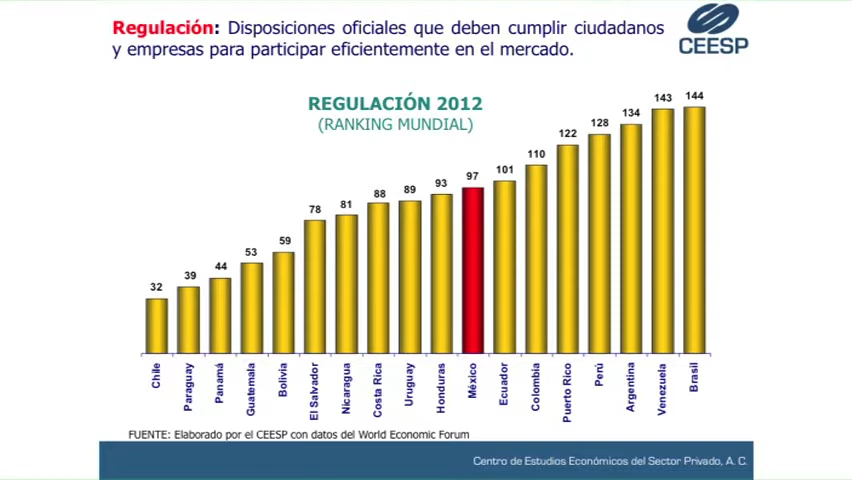 Regulación: Disposiciones oficiales que deben cumplir ciudadanos
y empresas para participar eficientemente en el mercado.
CEESP
REGULACIÓN 2012
(RANKING MUNDIAL)
32
39
44
53
59
78
81
88
89
93
97
101
110
122
128
134
143
144
Chile
Paraguay
Panamá
Guatemala
Bolivia
El Salvador
Nicaragua
Costa Rica
Uruguay
Honduras
México
Ecuador
Colombia
Puerto Rico
Perú
Argentina
Venezuela
Brasil
FUENTE: Elaborado por el CEESP con datos del World Economic Forum
Centro de Estudios Económicos del Sector Privado, A. C.